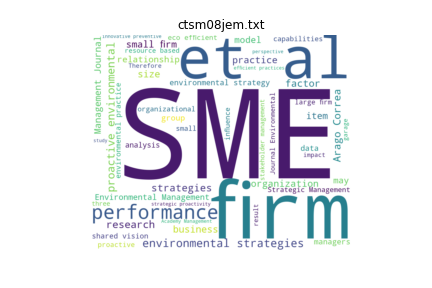 ctsm08jem.txt
innovative preventive
eco efficient
et al
model
capabilities
small firm
resource based
perspective
relationship
Therefore
practice
efficient practices
size
environmental strategy
factor
Management Journal
proactive environmental
environmental practice
SME
organizational
large firm
group
small
influence
stakeholder management
Journal Environmental
item
Arago Correa
garage
analysis
data
impact
study
strategies
organization
may
Environmental Management
Strategic Management
three
strategic proactivity
firm
performance
research
Academy Management
business
result
shared vision
proactive
environmental strategies
managers